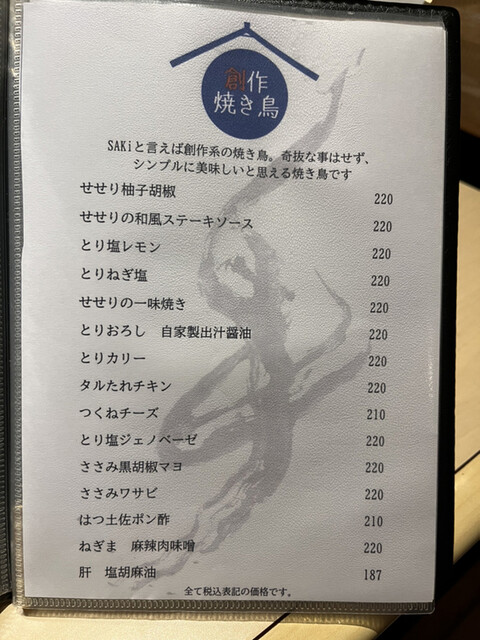 創作
焼き鳥
SAKiと言えば創作系の焼き鳥。奇抜な事はせず、
シンプルに美味しいと思える焼き鳥です
せせり柚子胡椒 220
せせりの和風ステーキソース 220
とり塩レモン 220
とりねぎ塩 220
せせりの一味焼き 220
とりおろし 自家製出汁醤油 220
とりカリー 220
タルたれチキン 220
つくねチーズ 210
とり塩ジェノベーゼ 220
ささみ黒胡椒マヨ 220
ささみワサビ 220
はつ土佐ポン酢 210
ねぎま 麻辣肉味噌 220
肝 塩胡麻油 187
全て税込表記の価格です。